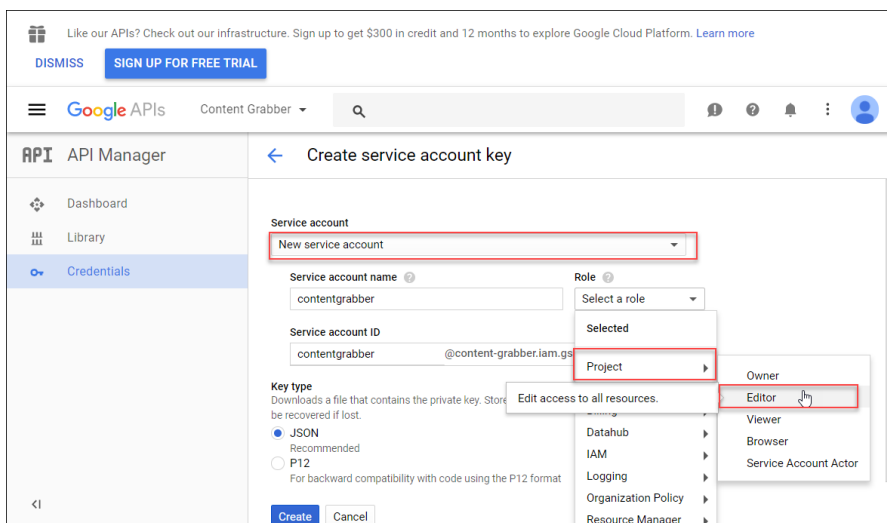 Like our APIs? Check out our infrastructure. Sign up to get $300 in credit and 12 months to explore Google Cloud Platform. Learn more
DISMISS
SIGN UP FOR FREE TRIAL
Google APIs
Content Grabber
API API Manager
Create service account key
Dashboard
Library
Credentials
Service account
New service account
Service account name
Role
contentgrabber
Select a role
Selected
Service account ID
contentgrabber
@content-grabber.iam.gs
Project
Owner
Editor
Viewer
Browser
Service Account Actor
Key type
Downloads a file that contains the private key. Store
be recovered if lost.
Edit access to all resources.
JSON
Recommended
P12
For backward compatibility with code using the P12 format
Datahub
IAM
Logging
Organization Policy
Resource Manager
Create
Cancel